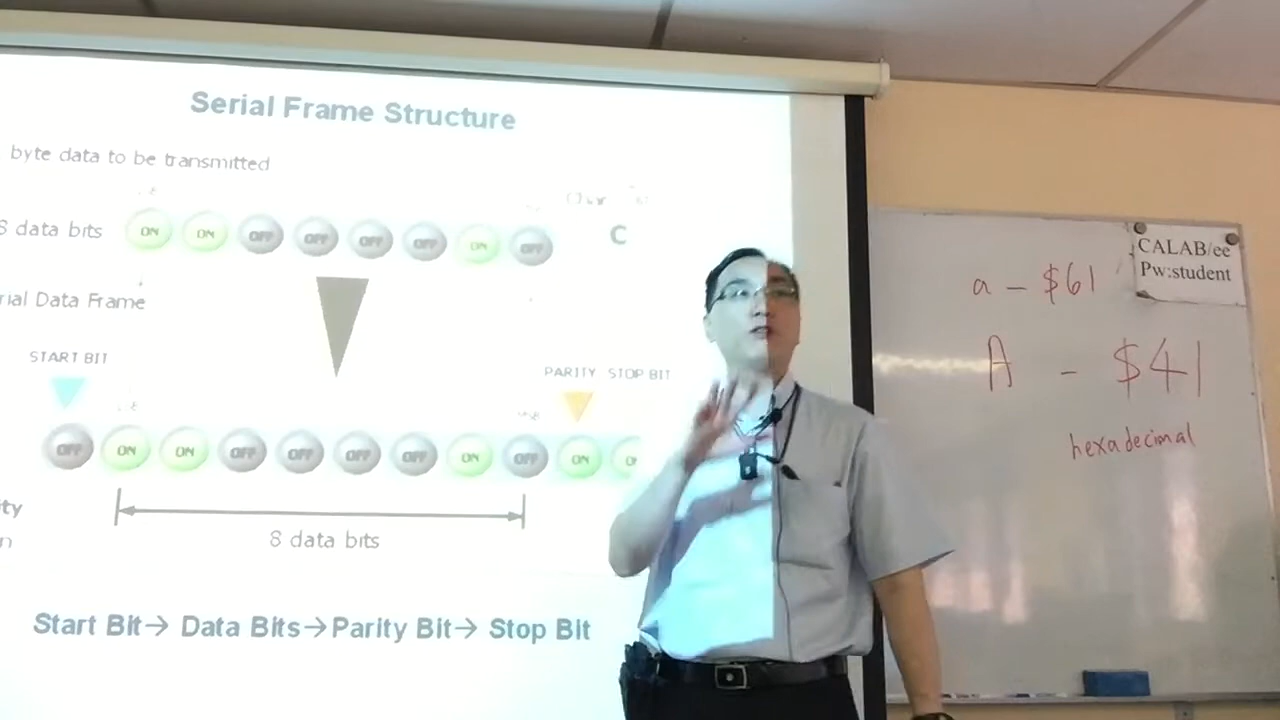 Serial Frame Structure
byte data to be transmitted
8 data bits
ON ON OFF OFF OFF OFF ON OFF
C
rial Data Frame
START BIT
PARITY STOP BIT
OFF ON ON OFF OFF OFF OFF ON OFF ON
8 data bits
Start Bit→ Data Bits→Parity Bit→ Stop Bit
CALAB/ee
Pw:student
a - $61
A - $41
hexadecimal